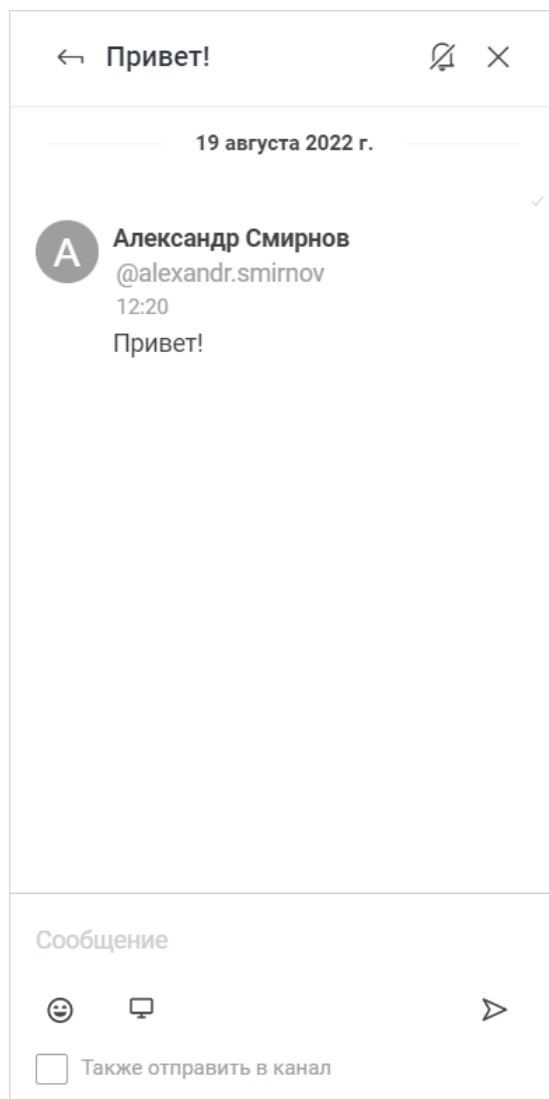 Привет!
19 августа 2022 г.
А
Александр Смирнов
@alexandr.smirnov
12:20
Привет!
Сообщение
Также отправить в канал